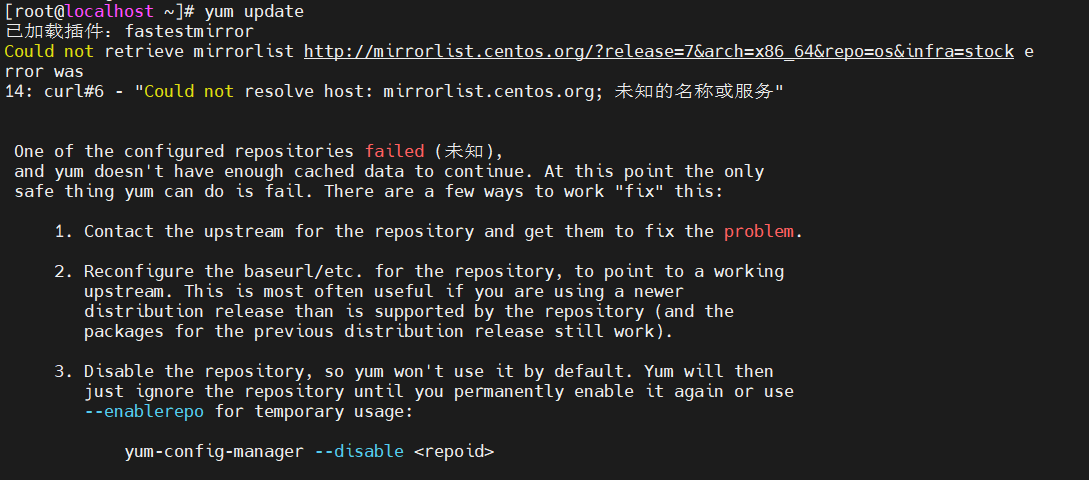 [root@localhost ~]# yum update
已加载插件：fastestmirror
Could not retrieve mirrorlist http://mirrorlist.centos.org/?release=7&arch=x86_64&repo=os&infra=stock e
rror was
14: curl#6 - "Could not resolve host: mirrorlist.centos.org; 未知的名称或服务"
One of the configured repositories failed (未知),
and yum doesn't have enough cached data to continue. At this point the only
safe thing yum can do is fail. There are a few ways to work "fix" this:
1. Contact the upstream for the repository and get them to fix the problem.
2. Reconfigure the baseurl/etc. for the repository, to point to a working
upstream. This is most often useful if you are using a newer
distribution release than is supported by the repository (and the
packages for the previous distribution release still work).
3. Disable the repository, so yum won't use it by default. Yum will then
just ignore the repository until you permanently enable it again or use
--enablerepo for temporary usage:
yum-config-manager --disable <repoid>